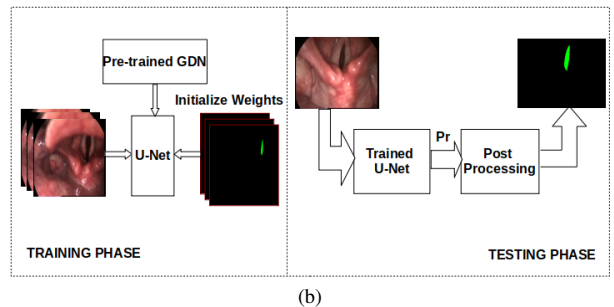 Pre-trained GDN
Initialize Weights
U-Net
TRAINING PHASE
Trained
U-Net
Pr
Post
Processing
TESTING PHASE
(b)